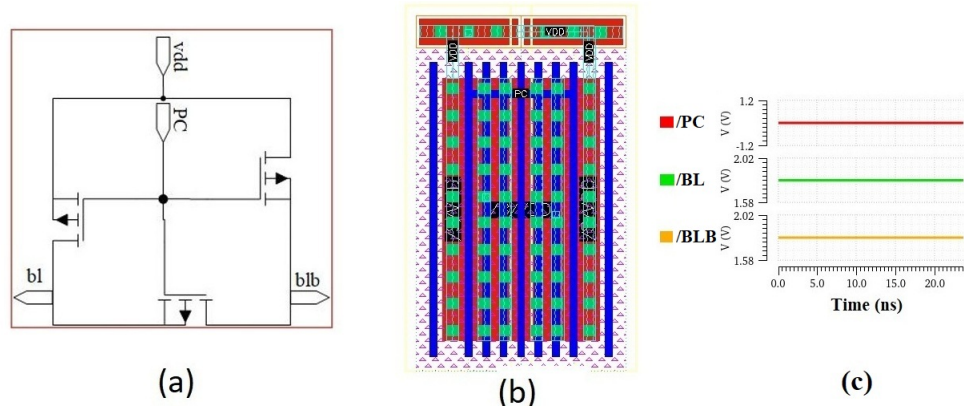 vdd
PC
bl
blb
(a)
VDD
VDD
VDD
PC
(b)
/PC
V (V)
1.2
-1.2
/BL
V (V)
2.02
1.58
/BLB
V (V)
2.02
1.58
0.0 5.0 10.0 15.0 20.0
Time (ns)
(c)